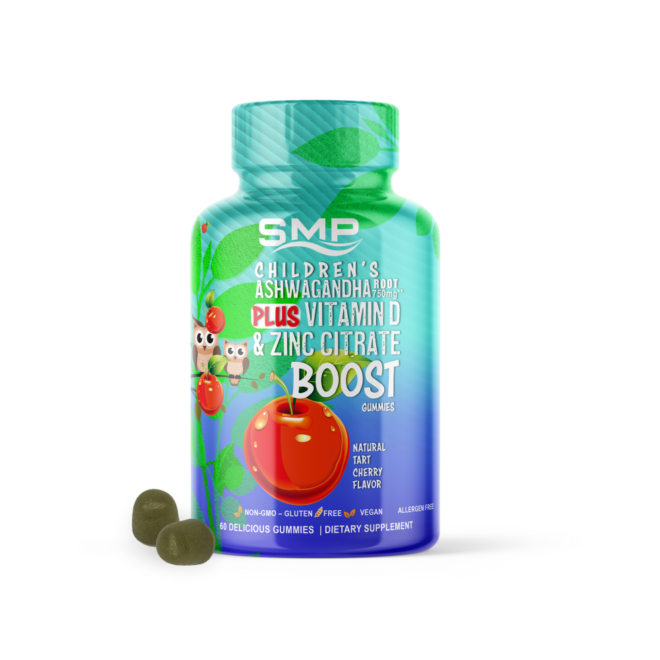 SMP
CHILDREN'S
ASHWAGANDHA ROOT 750mg**
PLUS VITAMIN D
& ZINC CITRATE
BOOST
GUMMIES
NATURAL
TART
CHERRY
FLAVOR
NON-GMO – GLUTEN FREE VEGAN ALLERGEN FREE
60 DELICIOUS GUMMIES | DIETARY SUPPLEMENT